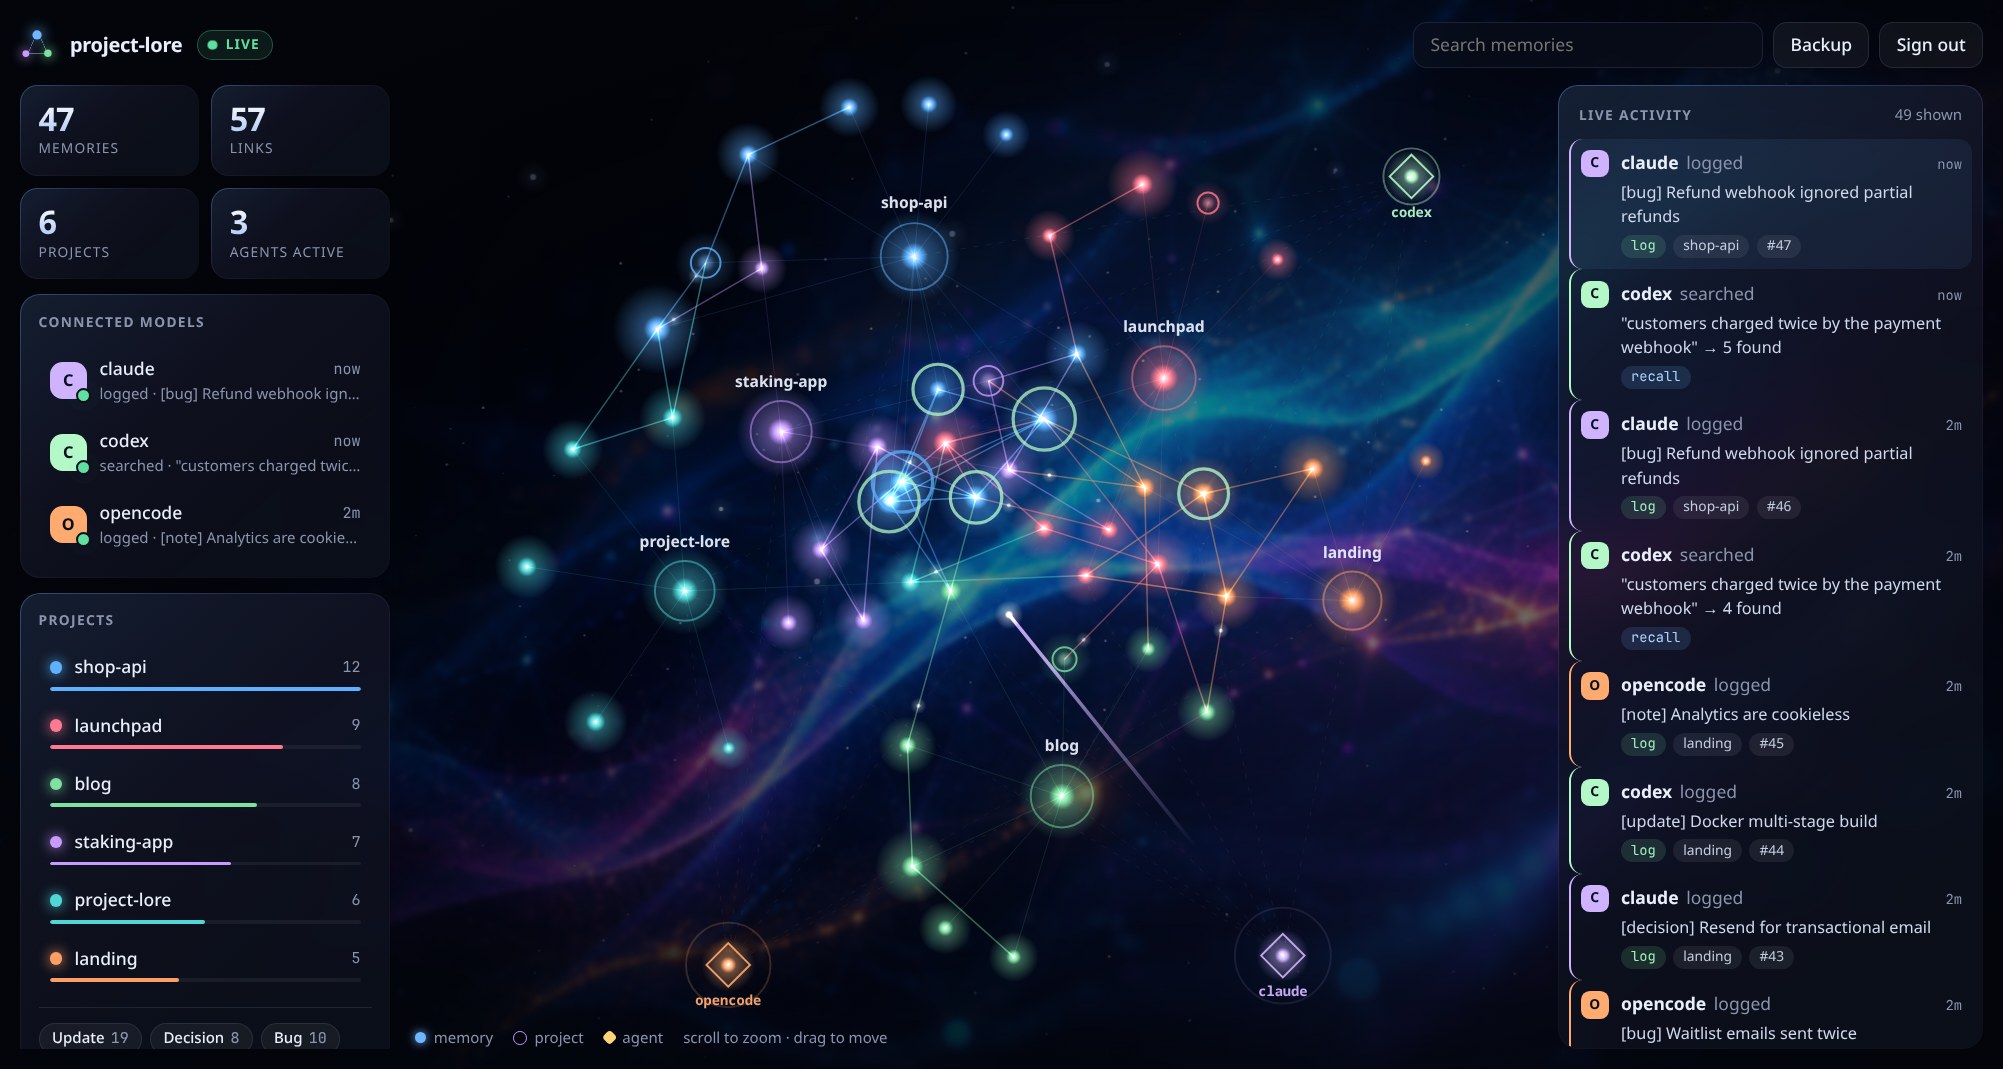 project-lore
LIVE
Search memories
Backup
Sign out
47
MEMORIES
57
LINKS
6
PROJECTS
3
AGENTS ACTIVE
CONNECTED MODELS
C
claude
now
logged · [bug] Refund webhook ign...
C
codex
now
searched · "customers charged twic...
O
opencode
2m
logged · [note] Analytics are cookie...
PROJECTS
shop-api 12
launchpad 9
blog 8
staking-app 7
project-lore 6
landing 5
Update 19
Decision 8
Bug 10
shop-api
codex
launchpad
staking-app
project-lore
landing
blog
opencode
claude
memory
project
agent
scroll to zoom · drag to move
LIVE ACTIVITY
49 shown
C
claude logged
now
[bug] Refund webhook ignored partial
refunds
log shop-api #47
C
codex searched
now
"customers charged twice by the payment
webhook" → 5 found
recall
C
claude logged
2m
[bug] Refund webhook ignored partial
refunds
log shop-api #46
C
codex searched
2m
"customers charged twice by the payment
webhook" → 4 found
recall
O
opencode logged
2m
[note] Analytics are cookieless
log landing #45
C
codex logged
2m
[update] Docker multi-stage build
log landing #44
C
claude logged
2m
[decision] Resend for transactional email
log landing #43
O
opencode logged
2m
[bug] Waitlist emails sent twice